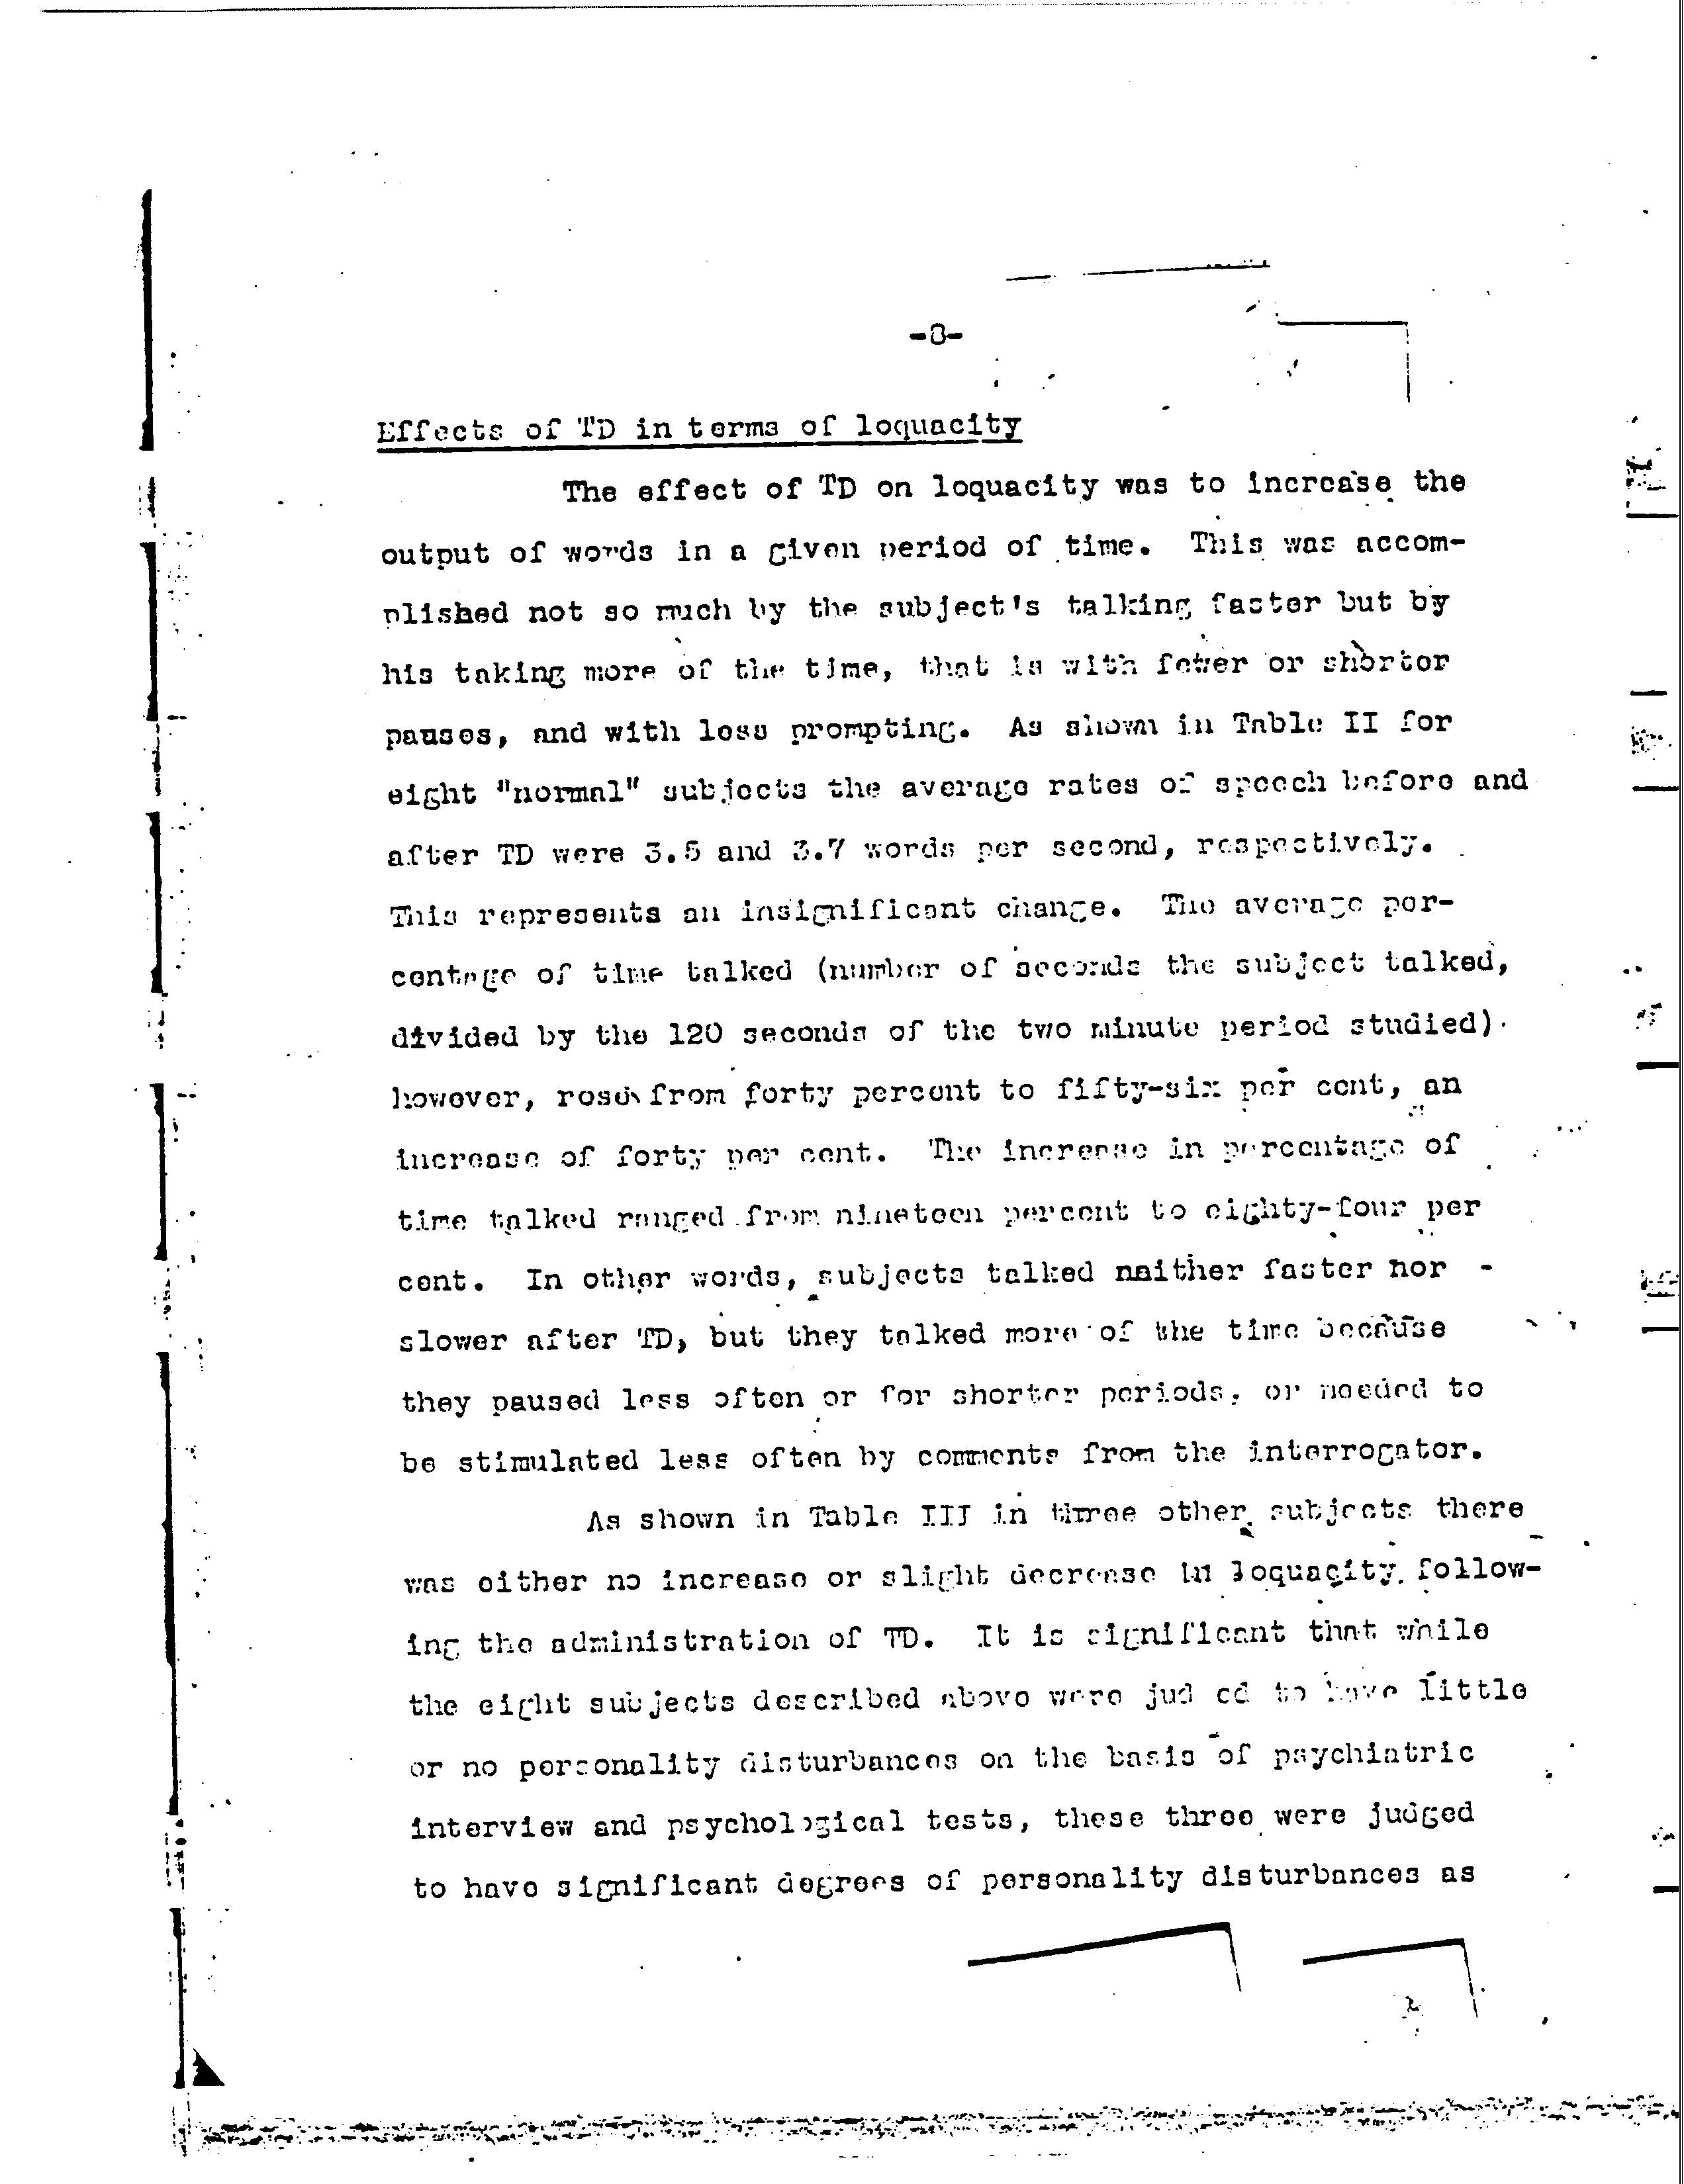 -8-
Effects of TD in terms of loquacity
The effect of TD on loquacity was to increase the
output of words in a given period of time. This was accom-
plished not so much by the subject's talking faster but by
his taking more of the time, that is with fewer or shorter
pauses, and with less prompting. As shown in Table II for
eight "normal" subjects the average rates of speech before and
after TD were 3.5 and 3.7 words per second, respectively.
This represents an insignificant change. The average per-
centage of time talked (number of seconds the subject talked,
divided by the 120 seconds of the two minute period studied)
however, rose from forty percent to fifty-six per cent, an
increase of forty per cent. The increase in percentage of
time talked ranged from nineteen percent to eighty-four per
cent. In other words, subjects talked neither faster nor -
slower after TD, but they talked more of the time because
they paused less often or for shorter periods, or needed to
be stimulated less often by comments from the interrogator.
As shown in Table III in three other subjects there
was either no increase or slight decrease in loquacity follow-
ing the administration of TD. It is significant that while
the eight subjects described above were jud ed to have little
or no personality disturbances on the basis of psychiatric
interview and psychological tests, these three were judged
to have significant degrees of personality disturbances as